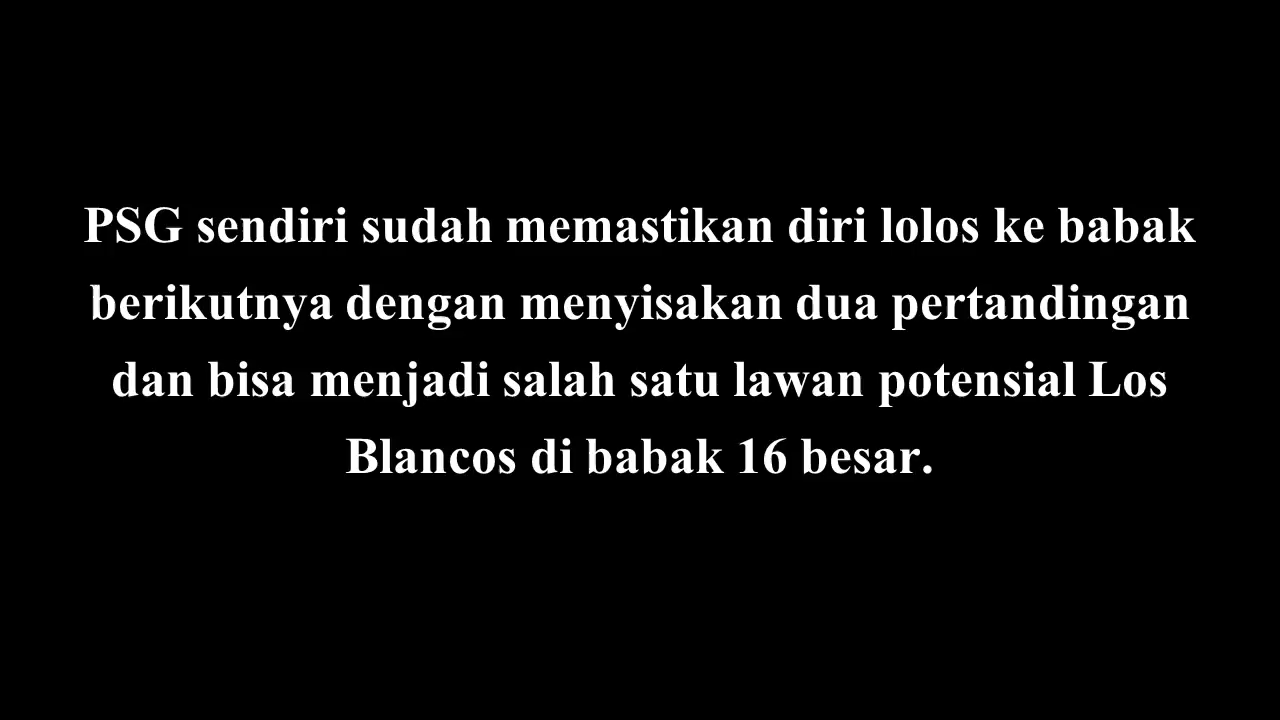 PSG sendiri sudah memastikan diri lolos ke babak
berikutnya dengan menyisakan dua pertandingan
dan bisa menjadi salah satu lawan potensial Los
Blancos di babak 16 besar.